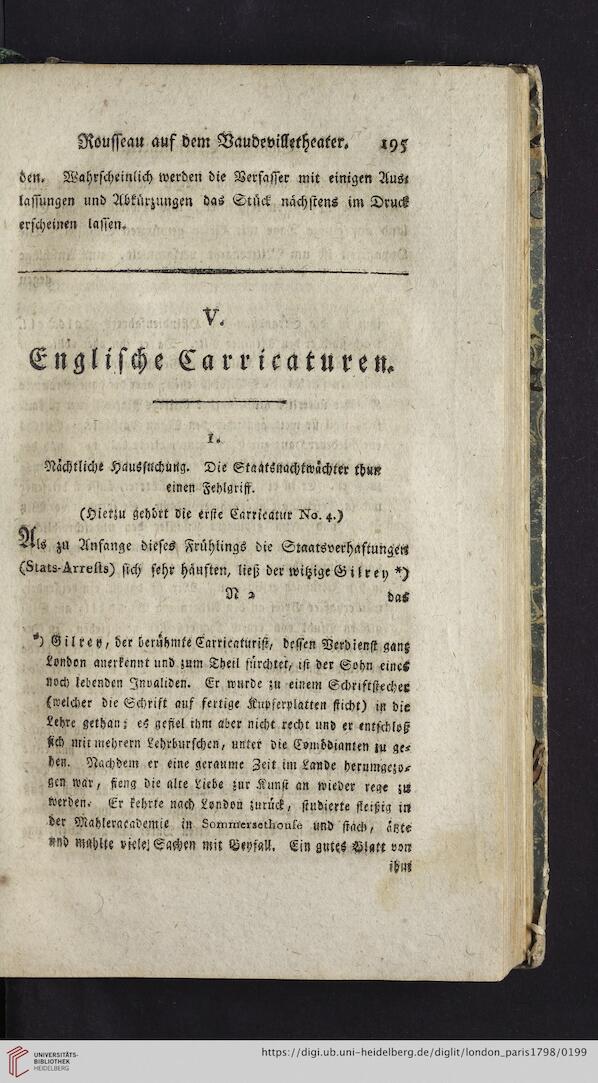 Rousseau auf dem Vaudevilletheater. 195
den. Wahrscheinlich werden die Verfasser mit einigen Aus-
lassungen und Abkürzungen das Stück nächstens im Druck
erscheinen lassen.
V.
Englische Carricaturen.
1.
Nächtliche Haussuchung. Die Staatsnachtwächter thun
einen Fehlgriff.
(Hierzu gehört die erste Carricatur No. 4.)
Als zu Anfange dieses Frühlings die Staatsverhaftungen
(Stats-Arrests) sich sehr häuften, ließ der witzige Gilrey *)
N 2 das
*) Gilrey, der berühmte Carricaturist, dessen Verdienst ganz
London anerkennt und zum Theil fürchtet, ist der Sohn eines
noch lebenden Invaliden. Er wurde zu einem Schriftstecher
(welcher die Schrift auf fertige Kupferplatten sticht) in die
Lehre gethan; es gefiel ihm aber nicht recht und er entschloß
sich mit mehrern Lehrburschen, unter die Comödianten zu ge-
hen. Nachdem er eine geraume Zeit im Lande herumgezo-
gen war, fieng die alte Liebe zur Kunst an wieder rege zu
werden. Er kehrte nach London zurück, studierte fleißig in
der Mahleracademie in Sommersethouse und stach, äzte
und mahlte viele Sachen mit Beyfall. Ein gutes Blatt von
ihm
UNIVERSITÄTS-
BIBLIOTHEK
HEIDELBERG
https://digi.ub.uni-heidelberg.de/diglit/london_paris1798/0199